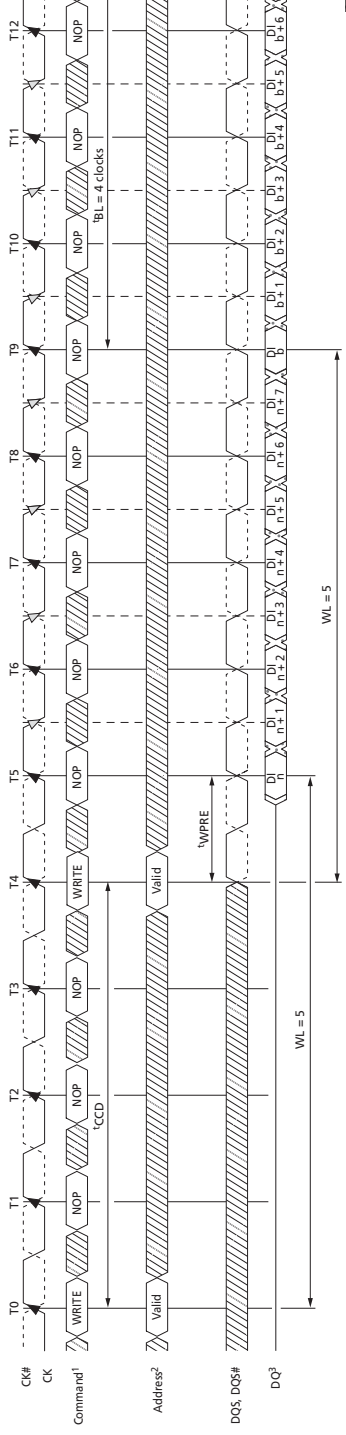 T0 T1 T2 T3 T4 T5 T6 T7 T8 T9 T10 T11 T12
CK#
CK
Command¹ WRITE NOP NOP NOP WRITE NOP NOP NOP NOP NOP NOP NOP NOP
tCCD tBL = 4 clocks
Address² Valid Valid
tWPRE
DQS, DQS#
DQ³ DI n DI n + 1 DI n + 2 DI n + 3 DI n + 4 DI n + 5 DI n + 6 DI n + 7 DI b DI b + 1 DI b + 2 DI b + 3 DI b + 4 DI b + 5 DI b + 6
WL = 5
WL = 5